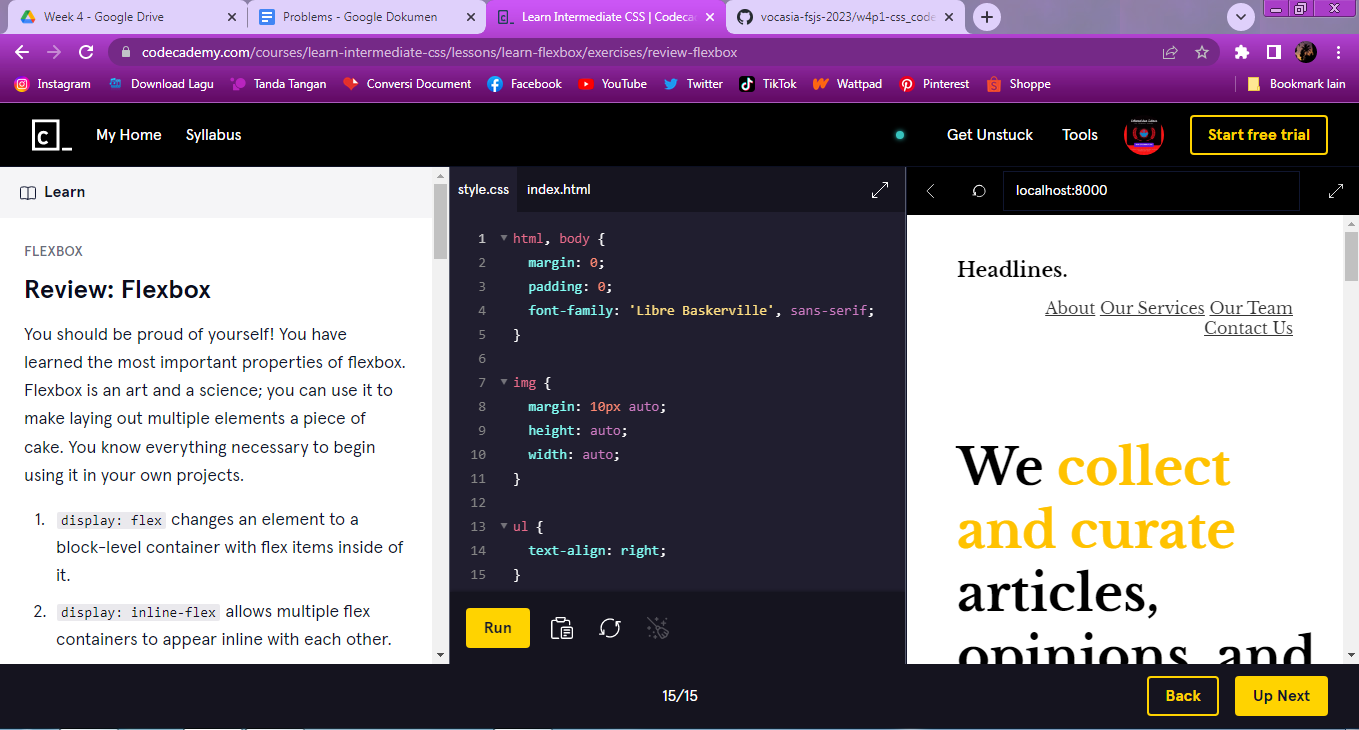 Week 4 - Google Drive
Problems - Google Dokumen
Learn Intermediate CSS | Codecad
vocasia-fsjs-2023/w4p1-css_code
codecademy.com/courses/learn-intermediate-css/lessons/learn-flexbox/exercises/review-flexbox
Instagram
Download Lagu
Tanda Tangan
Conversi Document
Facebook
YouTube
Twitter
TikTok
Wattpad
Pinterest
Shoppe
Bookmark lain
c_
My Home
Syllabus
Get Unstuck
Tools
Start free trial
Learn
FLEXBOX
Review: Flexbox
You should be proud of yourself! You have
learned the most important properties of flexbox.
Flexbox is an art and a science; you can use it to
make laying out multiple elements a piece of
cake. You know everything necessary to begin
using it in your own projects.
1. display: flex changes an element to a
block-level container with flex items inside of
it.
2. display: inline-flex allows multiple flex
containers to appear inline with each other.
style.css
index.html
1 html, body {
2 margin: 0;
3 padding: 0;
4 font-family: 'Libre Baskerville', sans-serif;
5 }
6
7 img {
8 margin: 10px auto;
9 height: auto;
10 width: auto;
11 }
12
13 ul {
14 text-align: right;
15 }
Run
localhost:8000
Headlines.
About Our Services Our Team
Contact Us
We collect
and curate
articles,
opinions, and
15/15
Back
Up Next